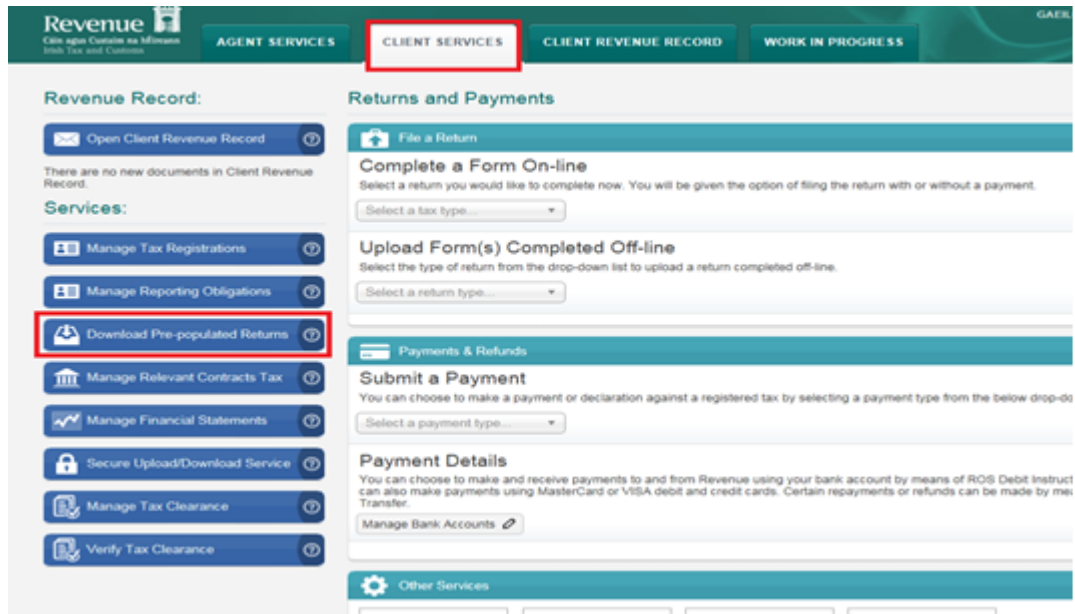 GAEIL
Revenue
Cáin agus Custaim na hÉireann
Irish Tax and Customs
AGENT SERVICES
CLIENT SERVICES
CLIENT REVENUE RECORD
WORK IN PROGRESS
Revenue Record:
Open Client Revenue Record
There are no new documents in Client Revenue
Record.
Services:
Manage Tax Registrations
Manage Reporting Obligations
Download Pre-populated Returns
Manage Relevant Contracts Tax
Manage Financial Statements
Secure Upload/Download Service
Manage Tax Clearance
Verify Tax Clearance
Returns and Payments
File a Return
Complete a Form On-line
Select a return you would like to complete now. You will be given the option of filing the return with or without a payment.
Select a tax type...
Upload Form(s) Completed Off-line
Select the type of return from the drop-down list to upload a return completed off-line.
Select a return type...
Payments & Refunds
Submit a Payment
You can choose to make a payment or declaration against a registered tax by selecting a payment type from the below drop-do
Select a payment type...
Payment Details
You can choose to make and receive payments to and from Revenue using your bank account by means of ROS Debit Instruct
can also make payments using MasterCard or VISA debit and credit cards. Certain repayments or refunds can be made by mea
Transfer.
Manage Bank Accounts
Other Services